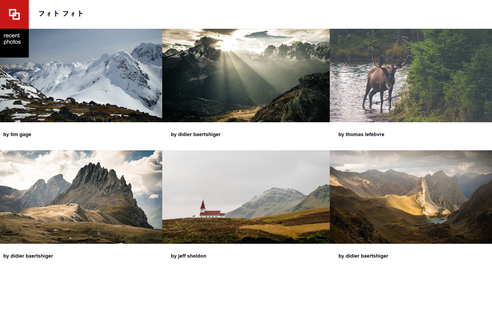 フォトフォト
recent
photos
by tim gage
by didier baertshiger
by thomas lefebvre
by didier baertshiger
by jeff sheldon
by didier baertshiger